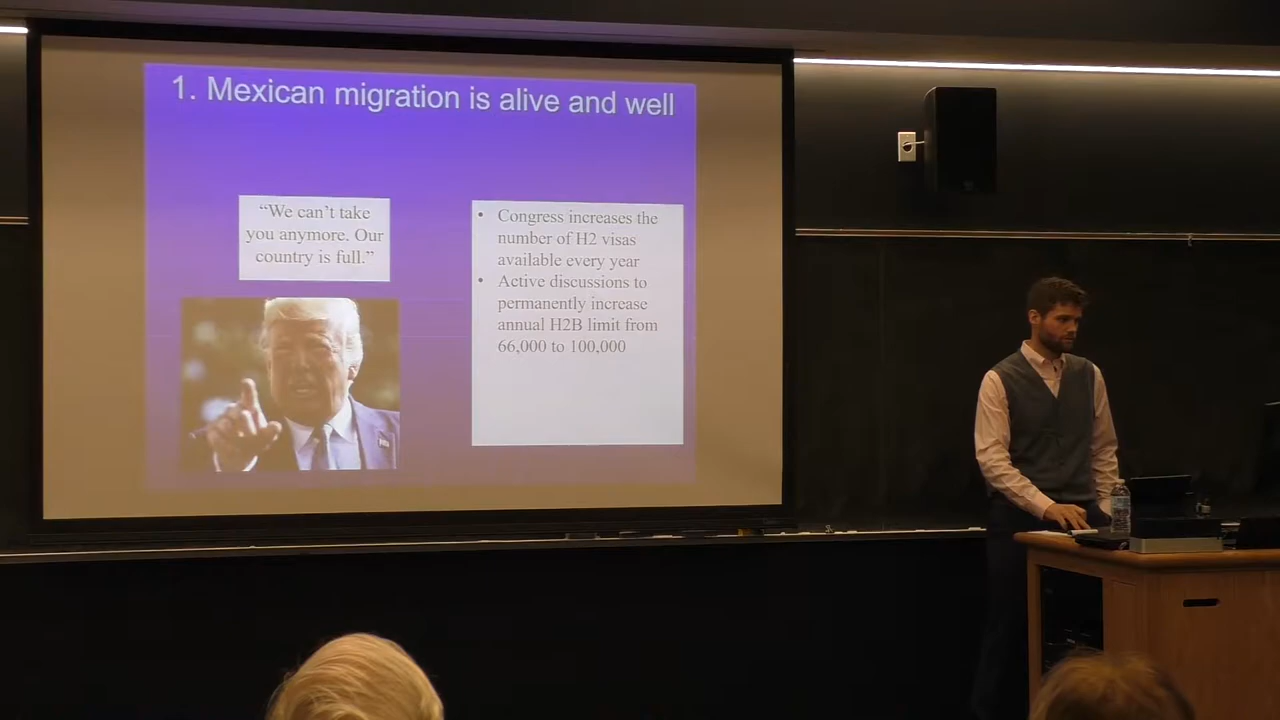 1. Mexican migration is alive and well
“We can’t take
you anymore. Our
country is full.”
• Congress increases the
number of H2 visas
available every year
• Active discussions to
permanently increase
annual H2B limit from
66,000 to 100,000